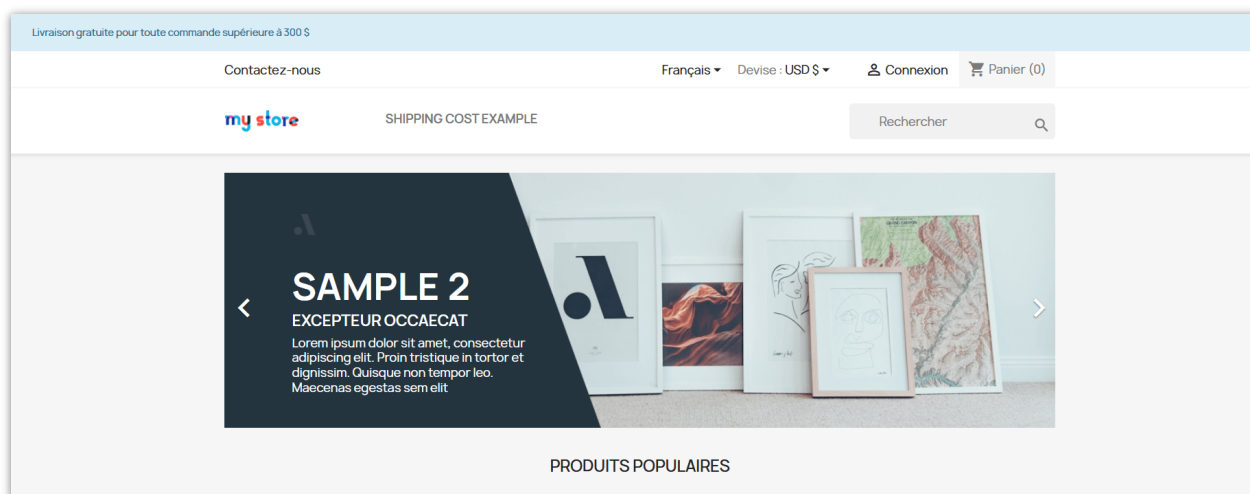 Livraison gratuite pour toute commande supérieure à 300 $
Contactez-nous
Français
Devise : USD $
Connexion
Panier (0)
my store
SHIPPING COST EXAMPLE
Rechercher
SAMPLE 2
EXCEPTEUR OCCAECAT
Lorem ipsum dolor sit amet, consectetur
adipiscing elit. Proin tristique in tortor et
dignissim. Quisque non tempor leo.
Maecenas egestas sem elit
PRODUITS POPULAIRES